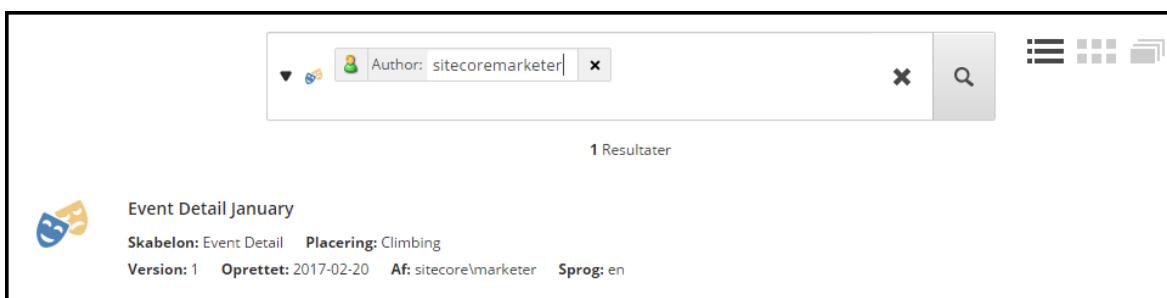 Author: sitecoremarketer
1 Resultater
Event Detail January
Skabelon: Event Detail Placering: Climbing
Version: 1 Oprettet: 2017-02-20 Af: sitecore\marketer Sprog: en